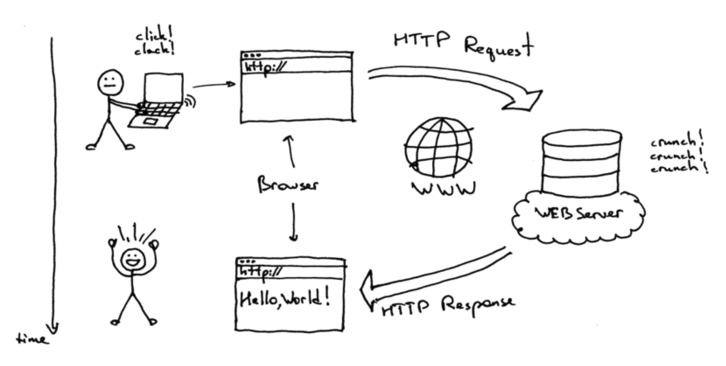 click!
clack!
http://
HTTP Request
WWW
crunch!
crunch!
crunch!
WEB Server
Browser
http://
Hello, World!
HTTP Response
time